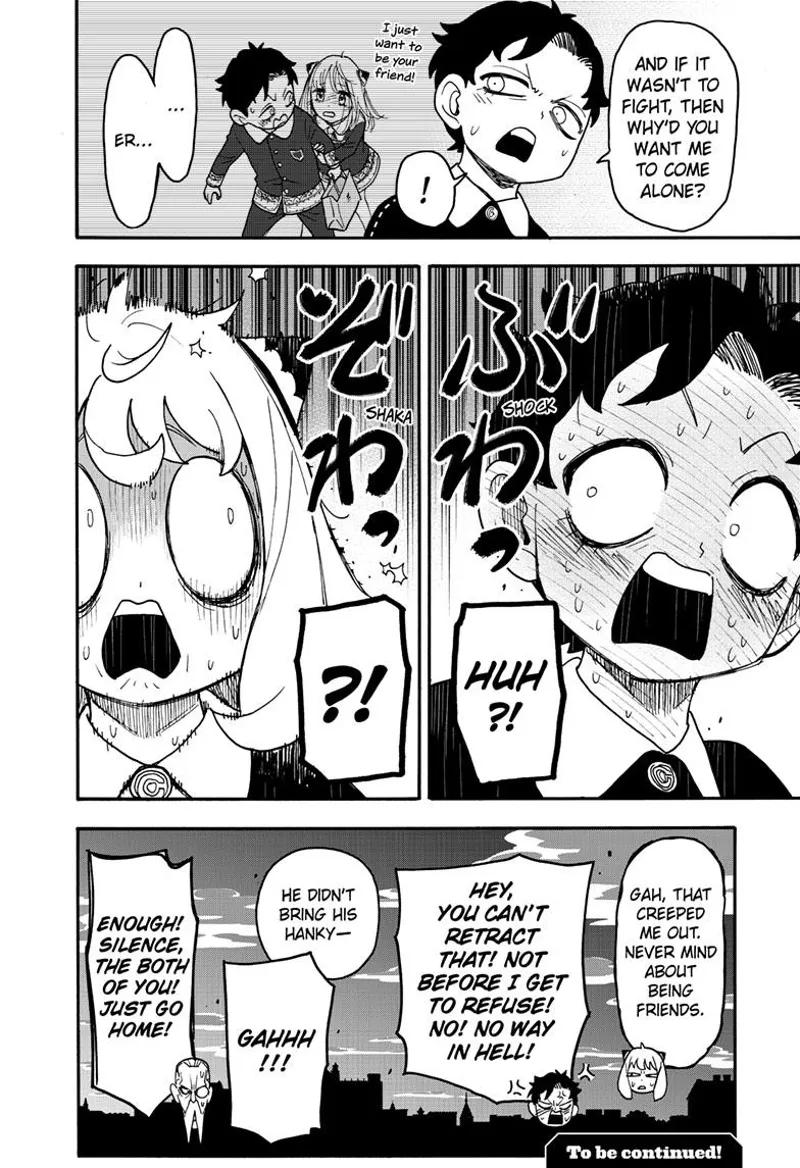 AND IF IT
WASN'T TO
FIGHT, THEN
WHY'D YOU
WANT ME
TO COME
ALONE?
!
I just
want to
be your
friend!
...
ER...
ぶわっ
SHOCK
HUH
?!
ぞわっ
SHAKA
?!
GAH, THAT
CREEPED
ME OUT.
NEVER MIND
ABOUT
BEING
FRIENDS.
HEY,
YOU CAN'T
RETRACT
THAT! NOT
BEFORE I GET
TO REFUSE!
NO! NO WAY
IN HELL!
HE DIDN'T
BRING HIS
HANKY—
GAHHH
!!!
ENOUGH!
SILENCE,
THE BOTH
OF YOU!
JUST GO
HOME!
To be continued!